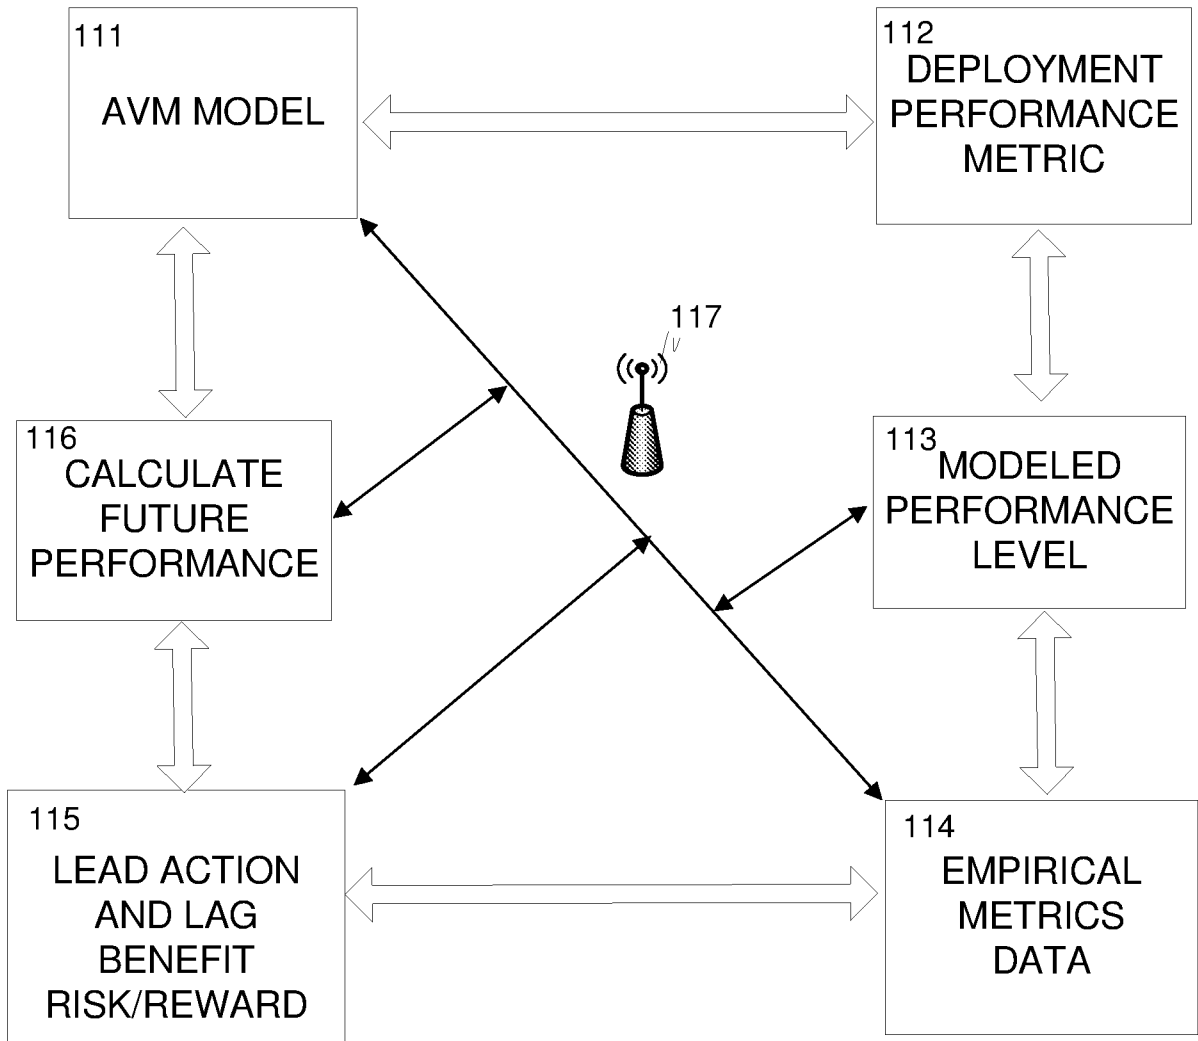 111
AVM MODEL
112
DEPLOYMENT
PERFORMANCE
METRIC
117
116
CALCULATE
FUTURE
PERFORMANCE
113
MODELED
PERFORMANCE
LEVEL
115
LEAD ACTION
AND LAG
BENEFIT
RISK/REWARD
114
EMPIRICAL
METRICS
DATA